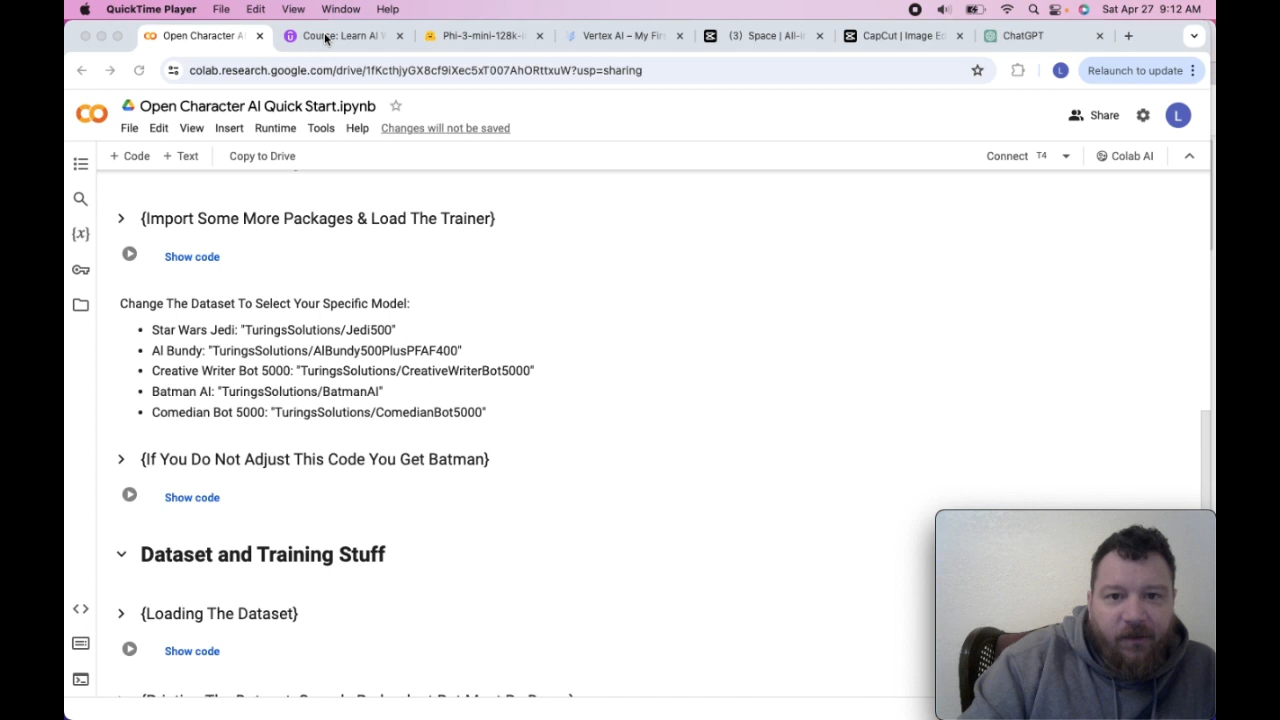 QuickTime Player File Edit View Window Help Sat Apr 27 9:12 AM
Open Character A Course: Learn AI Phi-3-mini-128k-i Vertex AI – My Firs (3) Space | All-i CapCut | Image E ChatGPT
colab.research.google.com/drive/1fKcthjyGX8cf9iXec5xT007AhORttxuW?usp=sharing L Relaunch to update
CO Open Character AI Quick Start.ipynb Share L
File Edit View Insert Runtime Tools Help Changes will not be saved
+ Code + Text Copy to Drive Connect T4 Colab AI
{Import Some More Packages & Load The Trainer}
Show code
Change The Dataset To Select Your Specific Model:
• Star Wars Jedi: "TuringsSolutions/Jedi500"
• Al Bundy: "TuringsSolutions/AlBundy500PlusPFAF400"
• Creative Writer Bot 5000: "TuringsSolutions/CreativeWriterBot5000"
• Batman AI: "TuringsSolutions/BatmanAI"
• Comedian Bot 5000: "TuringsSolutions/ComedianBot5000"
{If You Do Not Adjust This Code You Get Batman}
Show code
Dataset and Training Stuff
{Loading The Dataset}
Show code